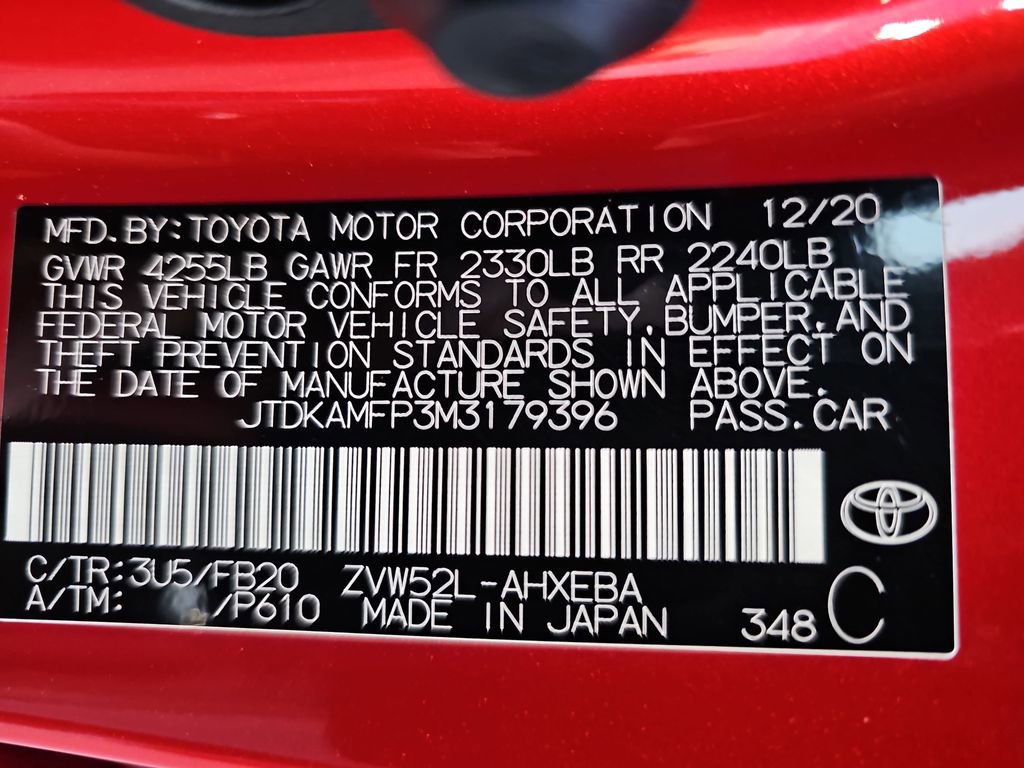 MFD. BY: TOYOTA MOTOR CORPORATION 12/20
GVWR 4255LB GAWR FR 2330LB RR 2240LB
THIS VEHICLE CONFORMS TO ALL APPLICABLE
FEDERAL MOTOR VEHICLE SAFETY, BUMPER, AND
THEFT PREVENTION STANDARDS IN EFFECT ON
THE DATE OF MANUFACTURE SHOWN ABOVE.
JTDKAMFP3M3179396 PASS. CAR
C/TR: 3U5/FB20 ZVW52L-AHXEBA
A/TM: /P610 MADE IN JAPAN 348 C